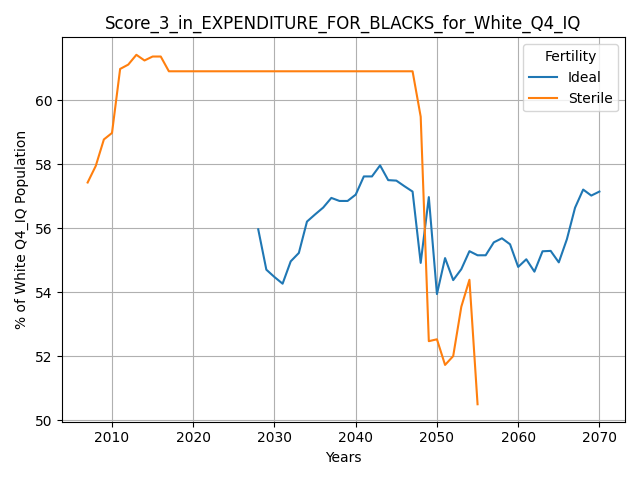 Score_3_in_EXPENDITURE_FOR_BLACKS_for_White_Q4_IQ
Fertility
Ideal
Sterile
% of White Q4_IQ Population
60
58
56
54
52
50
2010
2020
2030
2040
2050
2060
2070
Years